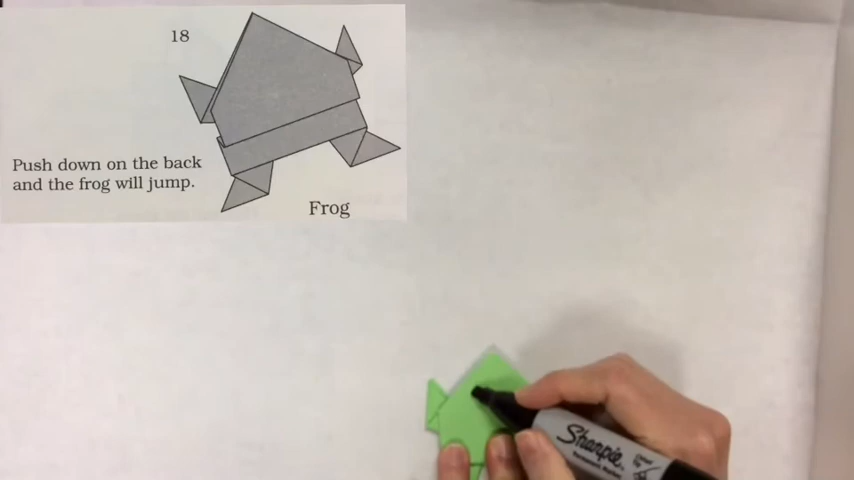 18
Push down on the back
and the frog will jump.
Frog
Sharpie